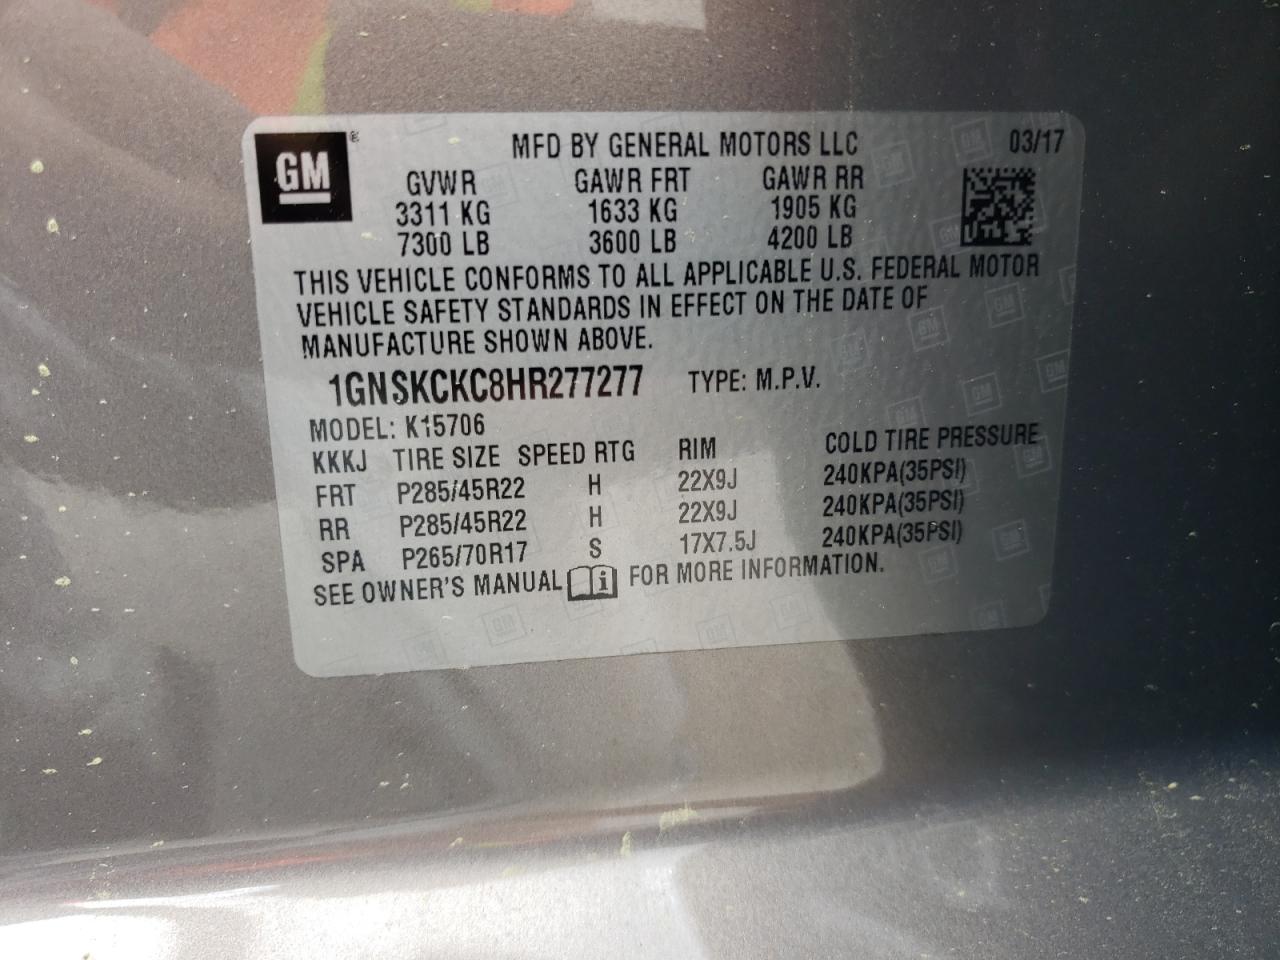 GM ® MFD BY GENERAL MOTORS LLC 03/17
GVWR GAWR FRT GAWR RR
3311 KG 1633 KG 1905 KG
7300 LB 3600 LB 4200 LB
THIS VEHICLE CONFORMS TO ALL APPLICABLE U.S. FEDERAL MOTOR
VEHICLE SAFETY STANDARDS IN EFFECT ON THE DATE OF
MANUFACTURE SHOWN ABOVE.
1GNSKCKC8HR277277 TYPE: M.P.V.
MODEL: K15706
KKKJ TIRE SIZE SPEED RTG RIM COLD TIRE PRESSURE
FRT P285/45R22 H 22X9J 240KPA(35PSI)
RR P285/45R22 H 22X9J 240KPA(35PSI)
SPA P265/70R17 S 17X7.5J 240KPA(35PSI)
SEE OWNER'S MANUAL i FOR MORE INFORMATION.